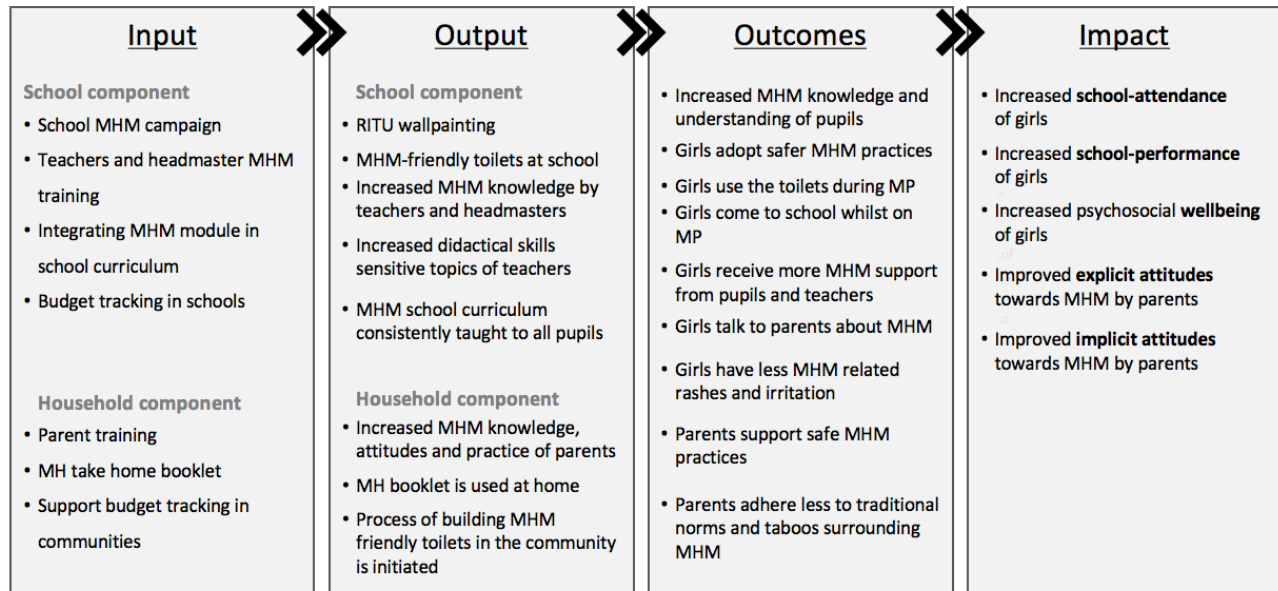 Input
School component
• School MHM campaign
• Teachers and headmaster MHM
training
• Integrating MHM module in
school curriculum
• Budget tracking in schools
Household component
• Parent training
• MH take home booklet
• Support budget tracking in
communities
Output
School component
• RITU wallpainting
• MHM-friendly toilets at school
• Increased MHM knowledge by
teachers and headmasters
• Increased didactical skills
sensitive topics of teachers
• MHM school curriculum
consistently taught to all pupils
Household component
• Increased MHM knowledge,
attitudes and practice of parents
• MH booklet is used at home
• Process of building MHM
friendly toilets in the community
is initiated
Outcomes
• Increased MHM knowledge and
understanding of pupils
• Girls adopt safer MHM practices
• Girls use the toilets during MP
• Girls come to school whilst on
MP
• Girls receive more MHM support
from pupils and teachers
• Girls talk to parents about MHM
• Girls have less MHM related
rashes and irritation
• Parents support safe MHM
practices
• Parents adhere less to traditional
norms and taboos surrounding
MHM
Impact
• Increased school-attendance
of girls
• Increased school-performance
of girls
• Increased psychosocial wellbeing
of girls
• Improved explicit attitudes
towards MHM by parents
• Improved implicit attitudes
towards MHM by parents